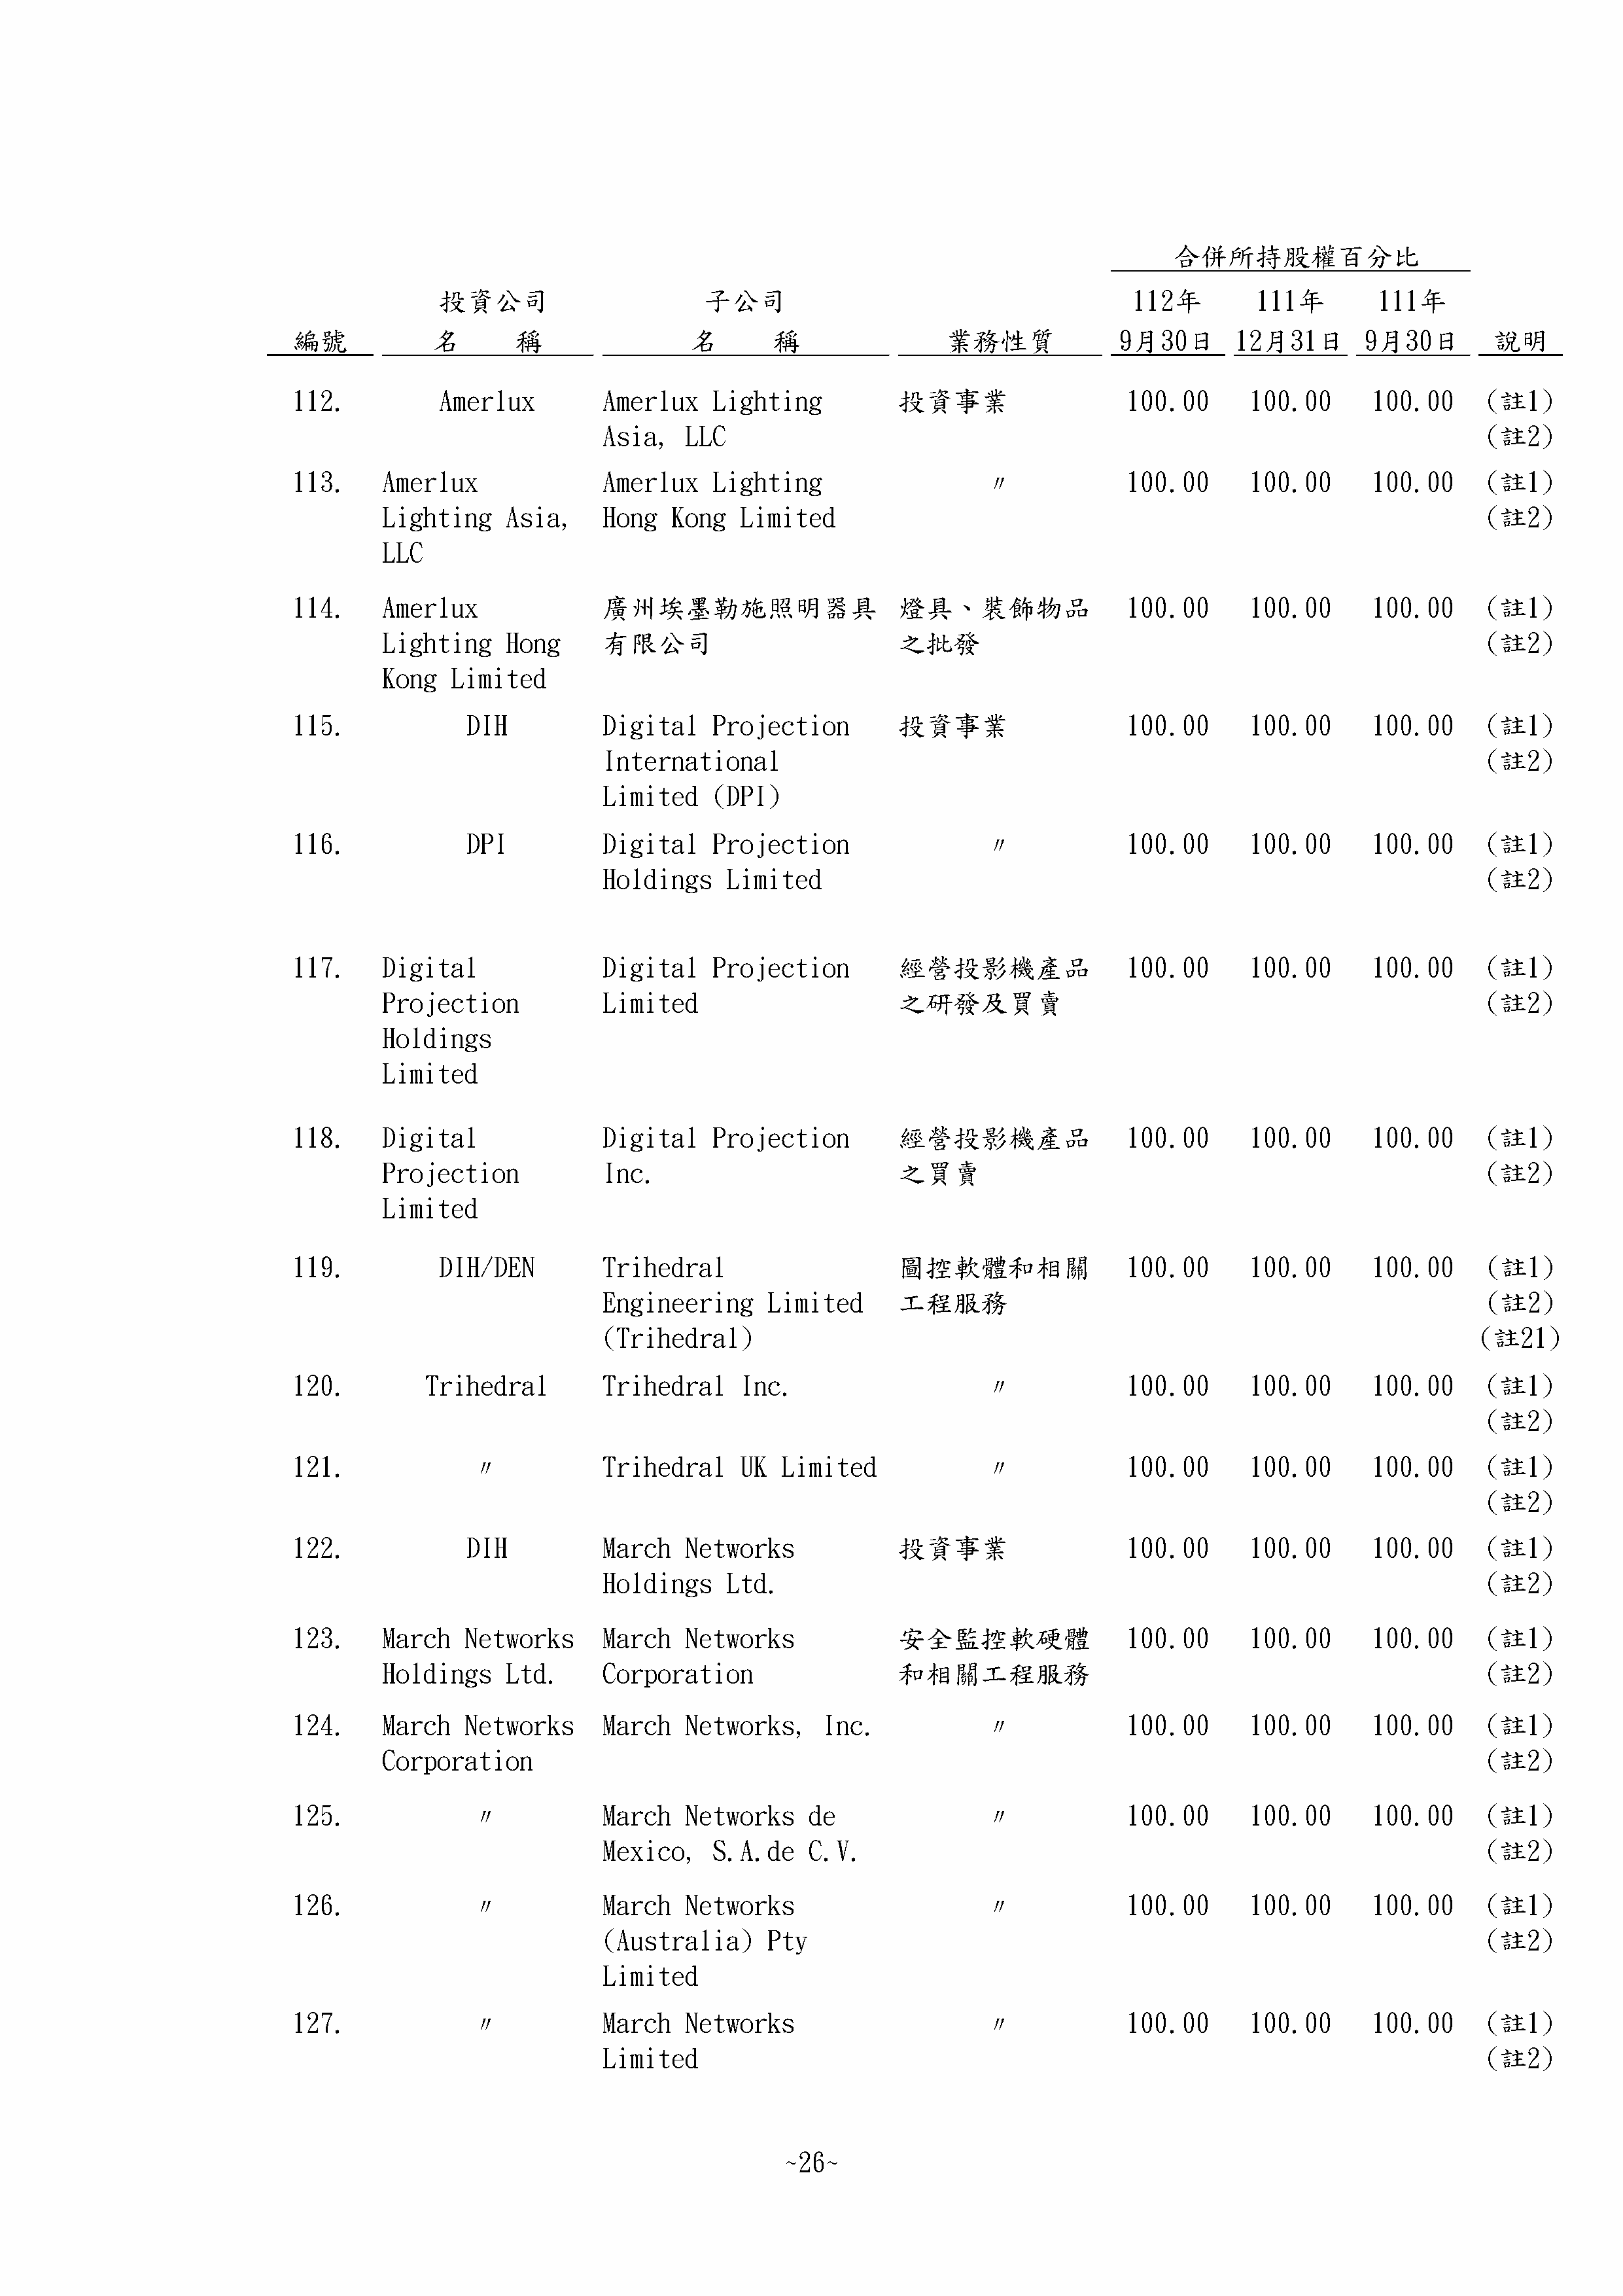 合併所持股權百分比
投資公司 子公司 112年 111年 111年
編號 名 稱 名 稱 業務性質 9月30日 12月31日 9月30日 說明
112. Amerlux Amerlux Lighting 投資事業 100.00 100.00 100.00 (註1)
Asia, LLC (註2)
113. Amerlux Amerlux Lighting 〃 100.00 100.00 100.00 (註1)
Lighting Asia, Hong Kong Limited (註2)
LLC
114. Amerlux 廣州埃墨勒施照明器具 燈具、裝飾物品 100.00 100.00 100.00 (註1)
Lighting Hong 有限公司 之批發 (註2)
Kong Limited
115. DIH Digital Projection 投資事業 100.00 100.00 100.00 (註1)
International (註2)
Limited (DPI)
116. DPI Digital Projection 〃 100.00 100.00 100.00 (註1)
Holdings Limited (註2)
117. Digital Digital Projection 經營投影機產品 100.00 100.00 100.00 (註1)
Projection Limited 之研發及買賣 (註2)
Holdings
Limited
118. Digital Digital Projection 經營投影機產品 100.00 100.00 100.00 (註1)
Projection Inc. 之買賣 (註2)
Limited
119. DIH/DEN Trihedral 圖控軟體和相關 100.00 100.00 100.00 (註1)
Engineering Limited 工程服務 (註2)
(Trihedral) (註21)
120. Trihedral Trihedral Inc. 〃 100.00 100.00 100.00 (註1)
(註2)
121. 〃 Trihedral UK Limited 〃 100.00 100.00 100.00 (註1)
(註2)
122. DIH March Networks 投資事業 100.00 100.00 100.00 (註1)
Holdings Ltd. (註2)
123. March Networks March Networks 安全監控軟硬體 100.00 100.00 100.00 (註1)
Holdings Ltd. Corporation 和相關工程服務 (註2)
124. March Networks March Networks, Inc. 〃 100.00 100.00 100.00 (註1)
Corporation (註2)
125. 〃 March Networks de 〃 100.00 100.00 100.00 (註1)
Mexico, S.A.de C.V. (註2)
126. 〃 March Networks 〃 100.00 100.00 100.00 (註1)
(Australia) Pty (註2)
Limited
127. 〃 March Networks 〃 100.00 100.00 100.00 (註1)
Limited (註2)
~26~